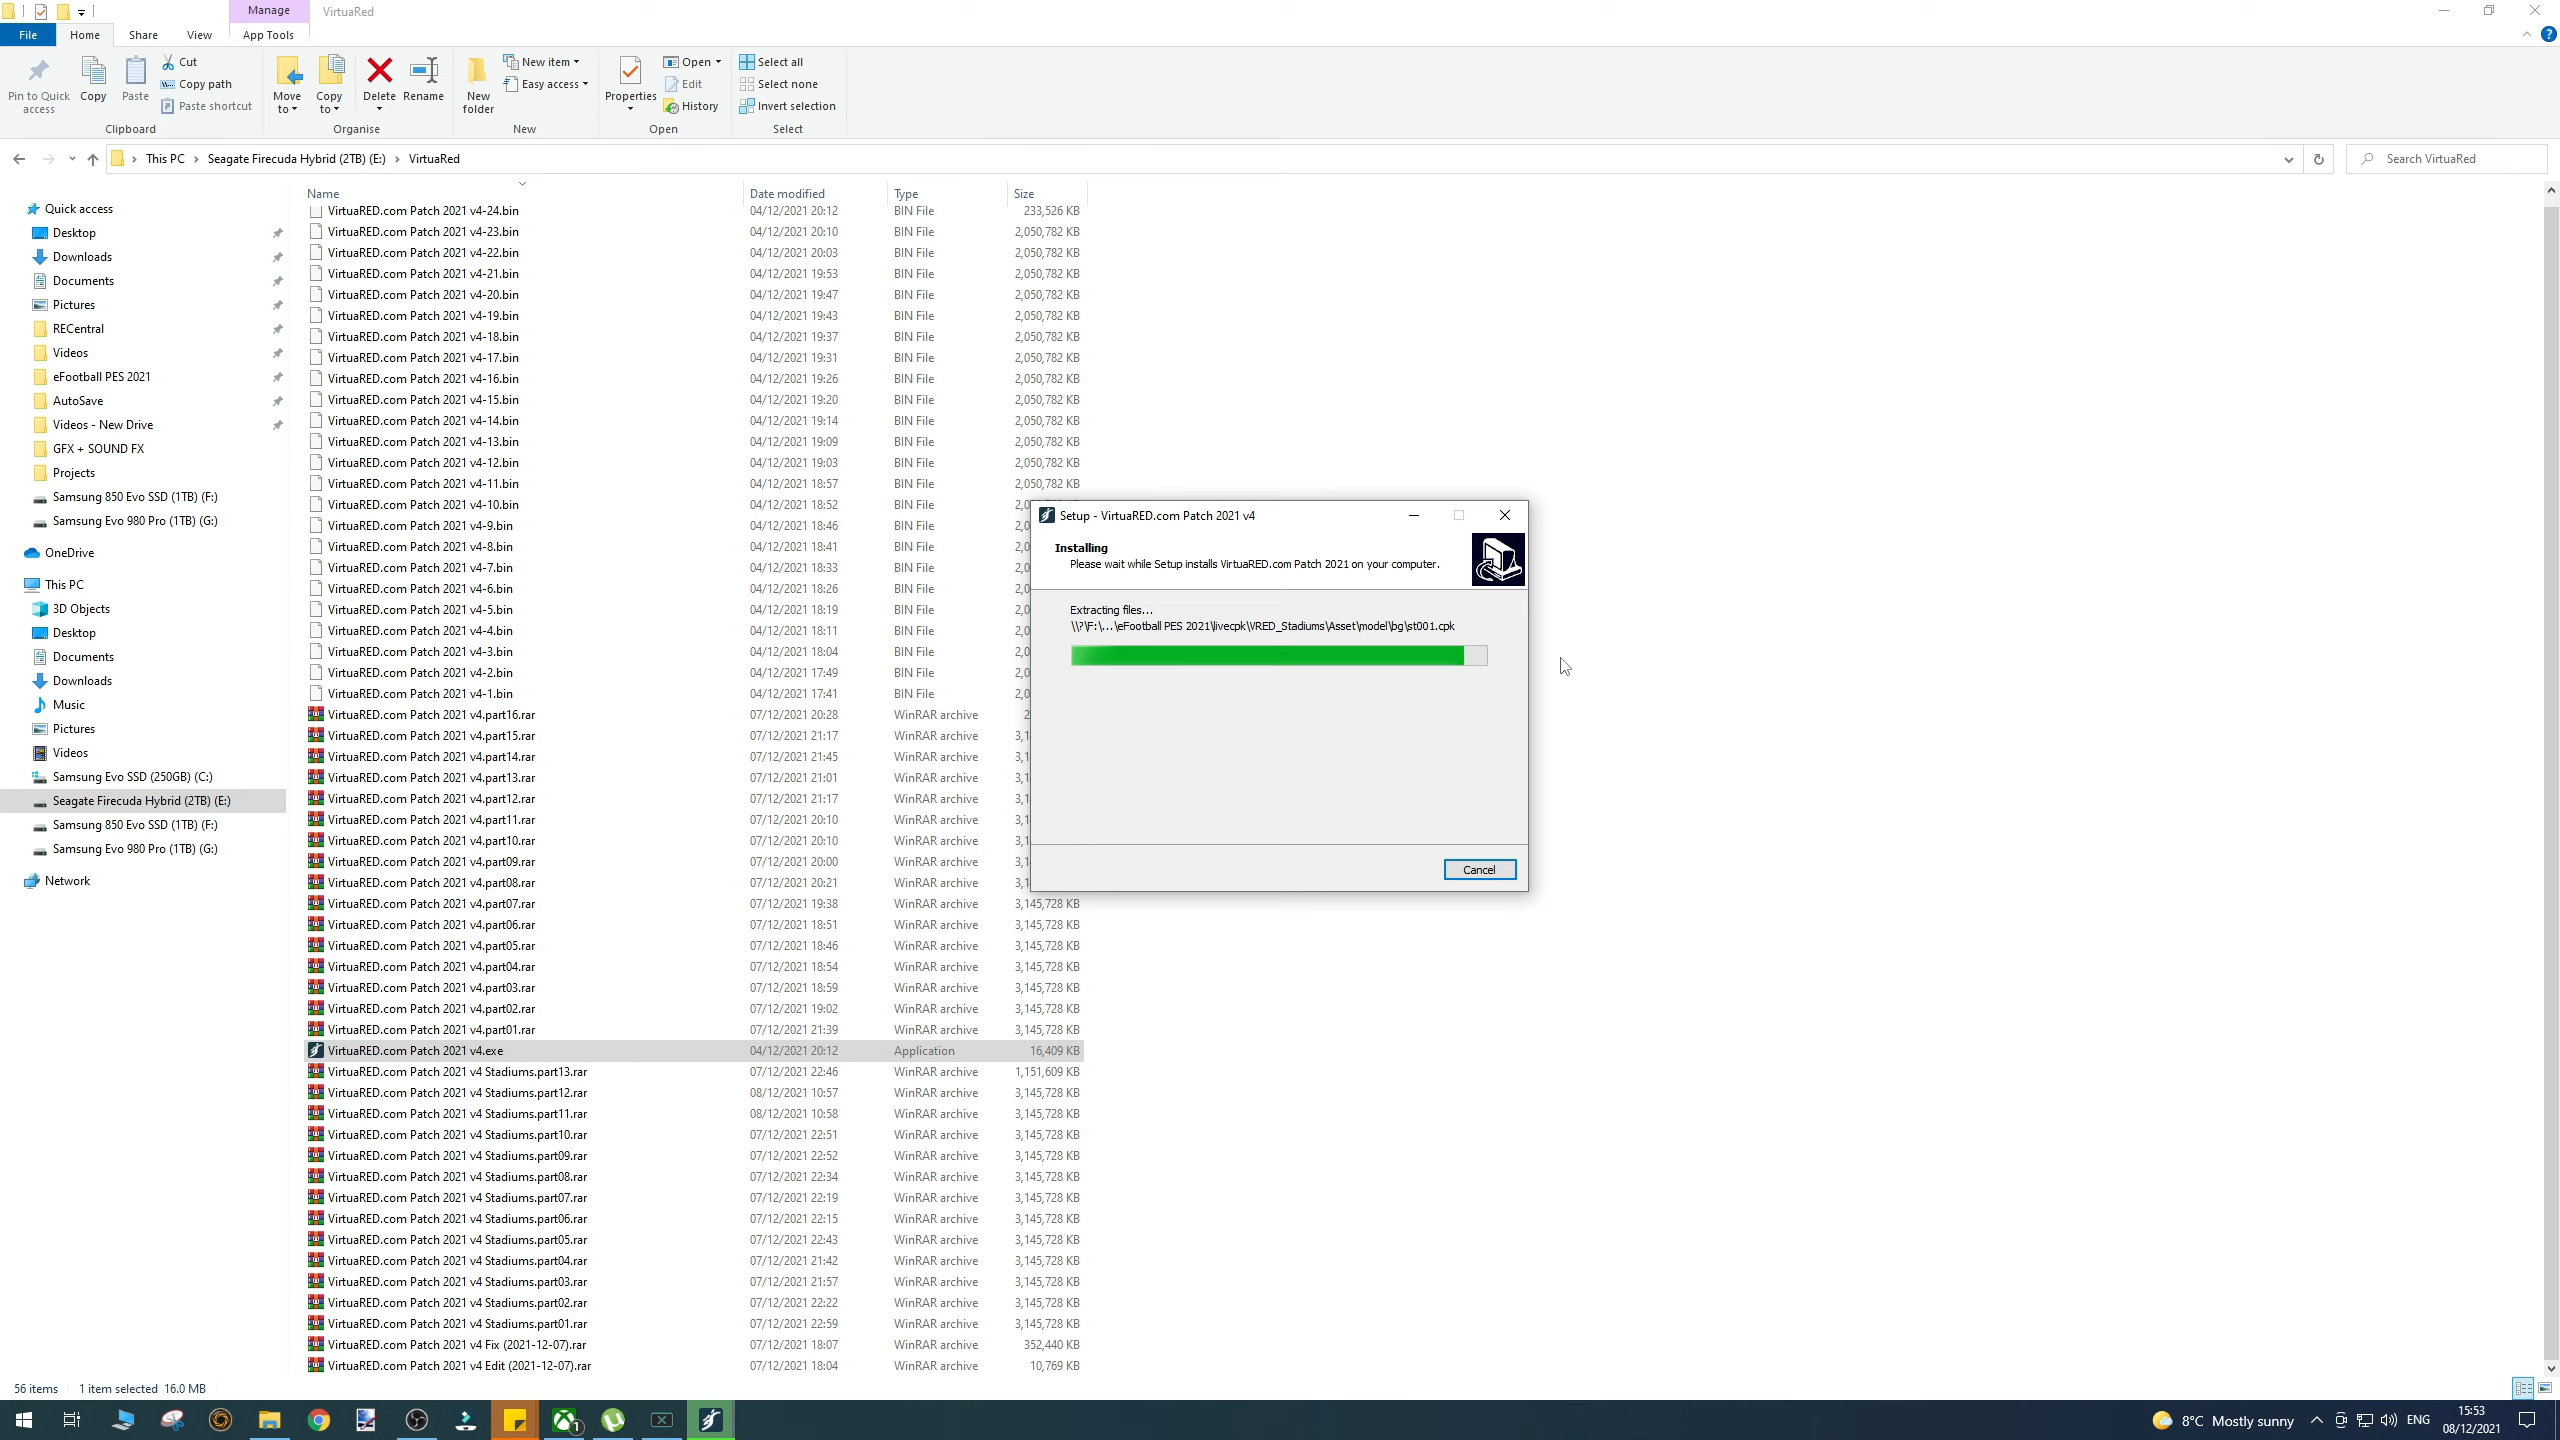 Manage
VirtuaRed
File
Home
Share
View
App Tools
Pin to Quick access
Copy
Paste
Cut
Copy path
Paste shortcut
Clipboard
Move to
Copy to
Delete
Rename
Organise
New folder
New item
Easy access
New
Properties
Open
Edit
History
Open
Select all
Select none
Invert selection
Select
This PC
Seagate Firecuda Hybrid (2TB) (E:)
VirtuaRed
Search VirtuaRed
Quick access
Desktop
Downloads
Documents
Pictures
RECentral
Videos
eFootball PES 2021
AutoSave
Videos - New Drive
GFX + SOUND FX
Projects
Samsung 850 Evo SSD (1TB) (F:)
Samsung Evo 980 Pro (1TB) (G:)
OneDrive
This PC
3D Objects
Desktop
Documents
Downloads
Music
Pictures
Videos
Samsung Evo SSD (250GB) (C:)
Seagate Firecuda Hybrid (2TB) (E:)
Samsung 850 Evo SSD (1TB) (F:)
Samsung Evo 980 Pro (1TB) (G:)
Network
Name Date modified Type Size
VirtuaRED.com Patch 2021 v4-24.bin 04/12/2021 20:12 BIN File 233,526 KB
VirtuaRED.com Patch 2021 v4-23.bin 04/12/2021 20:10 BIN File 2,050,782 KB
VirtuaRED.com Patch 2021 v4-22.bin 04/12/2021 20:03 BIN File 2,050,782 KB
VirtuaRED.com Patch 2021 v4-21.bin 04/12/2021 19:53 BIN File 2,050,782 KB
VirtuaRED.com Patch 2021 v4-20.bin 04/12/2021 19:47 BIN File 2,050,782 KB
VirtuaRED.com Patch 2021 v4-19.bin 04/12/2021 19:43 BIN File 2,050,782 KB
VirtuaRED.com Patch 2021 v4-18.bin 04/12/2021 19:37 BIN File 2,050,782 KB
VirtuaRED.com Patch 2021 v4-17.bin 04/12/2021 19:31 BIN File 2,050,782 KB
VirtuaRED.com Patch 2021 v4-16.bin 04/12/2021 19:26 BIN File 2,050,782 KB
VirtuaRED.com Patch 2021 v4-15.bin 04/12/2021 19:20 BIN File 2,050,782 KB
VirtuaRED.com Patch 2021 v4-14.bin 04/12/2021 19:14 BIN File 2,050,782 KB
VirtuaRED.com Patch 2021 v4-13.bin 04/12/2021 19:09 BIN File 2,050,782 KB
VirtuaRED.com Patch 2021 v4-12.bin 04/12/2021 19:03 BIN File 2,050,782 KB
VirtuaRED.com Patch 2021 v4-11.bin 04/12/2021 18:57 BIN File 2,050,782 KB
VirtuaRED.com Patch 2021 v4-10.bin 04/12/2021 18:52 BIN File 2,0
VirtuaRED.com Patch 2021 v4-9.bin 04/12/2021 18:46 BIN File 2,0
VirtuaRED.com Patch 2021 v4-8.bin 04/12/2021 18:41 BIN File 2,0
VirtuaRED.com Patch 2021 v4-7.bin 04/12/2021 18:33 BIN File 2,0
VirtuaRED.com Patch 2021 v4-6.bin 04/12/2021 18:26 BIN File 2,0
VirtuaRED.com Patch 2021 v4-5.bin 04/12/2021 18:19 BIN File 2,0
VirtuaRED.com Patch 2021 v4-4.bin 04/12/2021 18:11 BIN File 2,0
VirtuaRED.com Patch 2021 v4-3.bin 04/12/2021 18:04 BIN File 2,0
VirtuaRED.com Patch 2021 v4-2.bin 04/12/2021 17:49 BIN File 2,0
VirtuaRED.com Patch 2021 v4-1.bin 04/12/2021 17:41 BIN File 2,0
VirtuaRED.com Patch 2021 v4.part16.rar 07/12/2021 20:28 WinRAR archive 2
VirtuaRED.com Patch 2021 v4.part15.rar 07/12/2021 21:17 WinRAR archive 3,1
VirtuaRED.com Patch 2021 v4.part14.rar 07/12/2021 21:45 WinRAR archive 3,1
VirtuaRED.com Patch 2021 v4.part13.rar 07/12/2021 21:01 WinRAR archive 3,1
VirtuaRED.com Patch 2021 v4.part12.rar 07/12/2021 21:17 WinRAR archive 3,1
VirtuaRED.com Patch 2021 v4.part11.rar 07/12/2021 20:10 WinRAR archive 3,1
VirtuaRED.com Patch 2021 v4.part10.rar 07/12/2021 20:10 WinRAR archive 3,1
VirtuaRED.com Patch 2021 v4.part09.rar 07/12/2021 20:00 WinRAR archive 3,1
VirtuaRED.com Patch 2021 v4.part08.rar 07/12/2021 20:21 WinRAR archive 3,1
VirtuaRED.com Patch 2021 v4.part07.rar 07/12/2021 19:38 WinRAR archive 3,145,728 KB
VirtuaRED.com Patch 2021 v4.part06.rar 07/12/2021 18:51 WinRAR archive 3,145,728 KB
VirtuaRED.com Patch 2021 v4.part05.rar 07/12/2021 18:46 WinRAR archive 3,145,728 KB
VirtuaRED.com Patch 2021 v4.part04.rar 07/12/2021 18:54 WinRAR archive 3,145,728 KB
VirtuaRED.com Patch 2021 v4.part03.rar 07/12/2021 18:59 WinRAR archive 3,145,728 KB
VirtuaRED.com Patch 2021 v4.part02.rar 07/12/2021 19:02 WinRAR archive 3,145,728 KB
VirtuaRED.com Patch 2021 v4.part01.rar 07/12/2021 21:39 WinRAR archive 3,145,728 KB
VirtuaRED.com Patch 2021 v4.exe 04/12/2021 20:12 Application 16,409 KB
VirtuaRED.com Patch 2021 v4 Stadiums.part13.rar 07/12/2021 22:46 WinRAR archive 1,151,609 KB
VirtuaRED.com Patch 2021 v4 Stadiums.part12.rar 08/12/2021 10:57 WinRAR archive 3,145,728 KB
VirtuaRED.com Patch 2021 v4 Stadiums.part11.rar 08/12/2021 10:58 WinRAR archive 3,145,728 KB
VirtuaRED.com Patch 2021 v4 Stadiums.part10.rar 07/12/2021 22:51 WinRAR archive 3,145,728 KB
VirtuaRED.com Patch 2021 v4 Stadiums.part09.rar 07/12/2021 22:52 WinRAR archive 3,145,728 KB
VirtuaRED.com Patch 2021 v4 Stadiums.part08.rar 07/12/2021 22:34 WinRAR archive 3,145,728 KB
VirtuaRED.com Patch 2021 v4 Stadiums.part07.rar 07/12/2021 22:19 WinRAR archive 3,145,728 KB
VirtuaRED.com Patch 2021 v4 Stadiums.part06.rar 07/12/2021 22:15 WinRAR archive 3,145,728 KB
VirtuaRED.com Patch 2021 v4 Stadiums.part05.rar 07/12/2021 22:43 WinRAR archive 3,145,728 KB
VirtuaRED.com Patch 2021 v4 Stadiums.part04.rar 07/12/2021 21:42 WinRAR archive 3,145,728 KB
VirtuaRED.com Patch 2021 v4 Stadiums.part03.rar 07/12/2021 21:57 WinRAR archive 3,145,728 KB
VirtuaRED.com Patch 2021 v4 Stadiums.part02.rar 07/12/2021 22:22 WinRAR archive 3,145,728 KB
VirtuaRED.com Patch 2021 v4 Stadiums.part01.rar 07/12/2021 22:59 WinRAR archive 3,145,728 KB
VirtuaRED.com Patch 2021 v4 Fix (2021-12-07).rar 07/12/2021 18:07 WinRAR archive 352,440 KB
VirtuaRED.com Patch 2021 v4 Edit (2021-12-07).rar 07/12/2021 18:04 WinRAR archive 10,769 KB
Setup - VirtuaRED.com Patch 2021 v4
Installing
Please wait while Setup installs VirtuaRED.com Patch 2021 on your computer.
Extracting files...
\\?\F:\...\eFootball PES 2021\livecpk\VRED_Stadiums\Asset\model\bg\st001.cpk
Cancel
56 items 1 item selected 16.0 MB
1
8°C Mostly sunny
ENG
15:53
08/12/2021